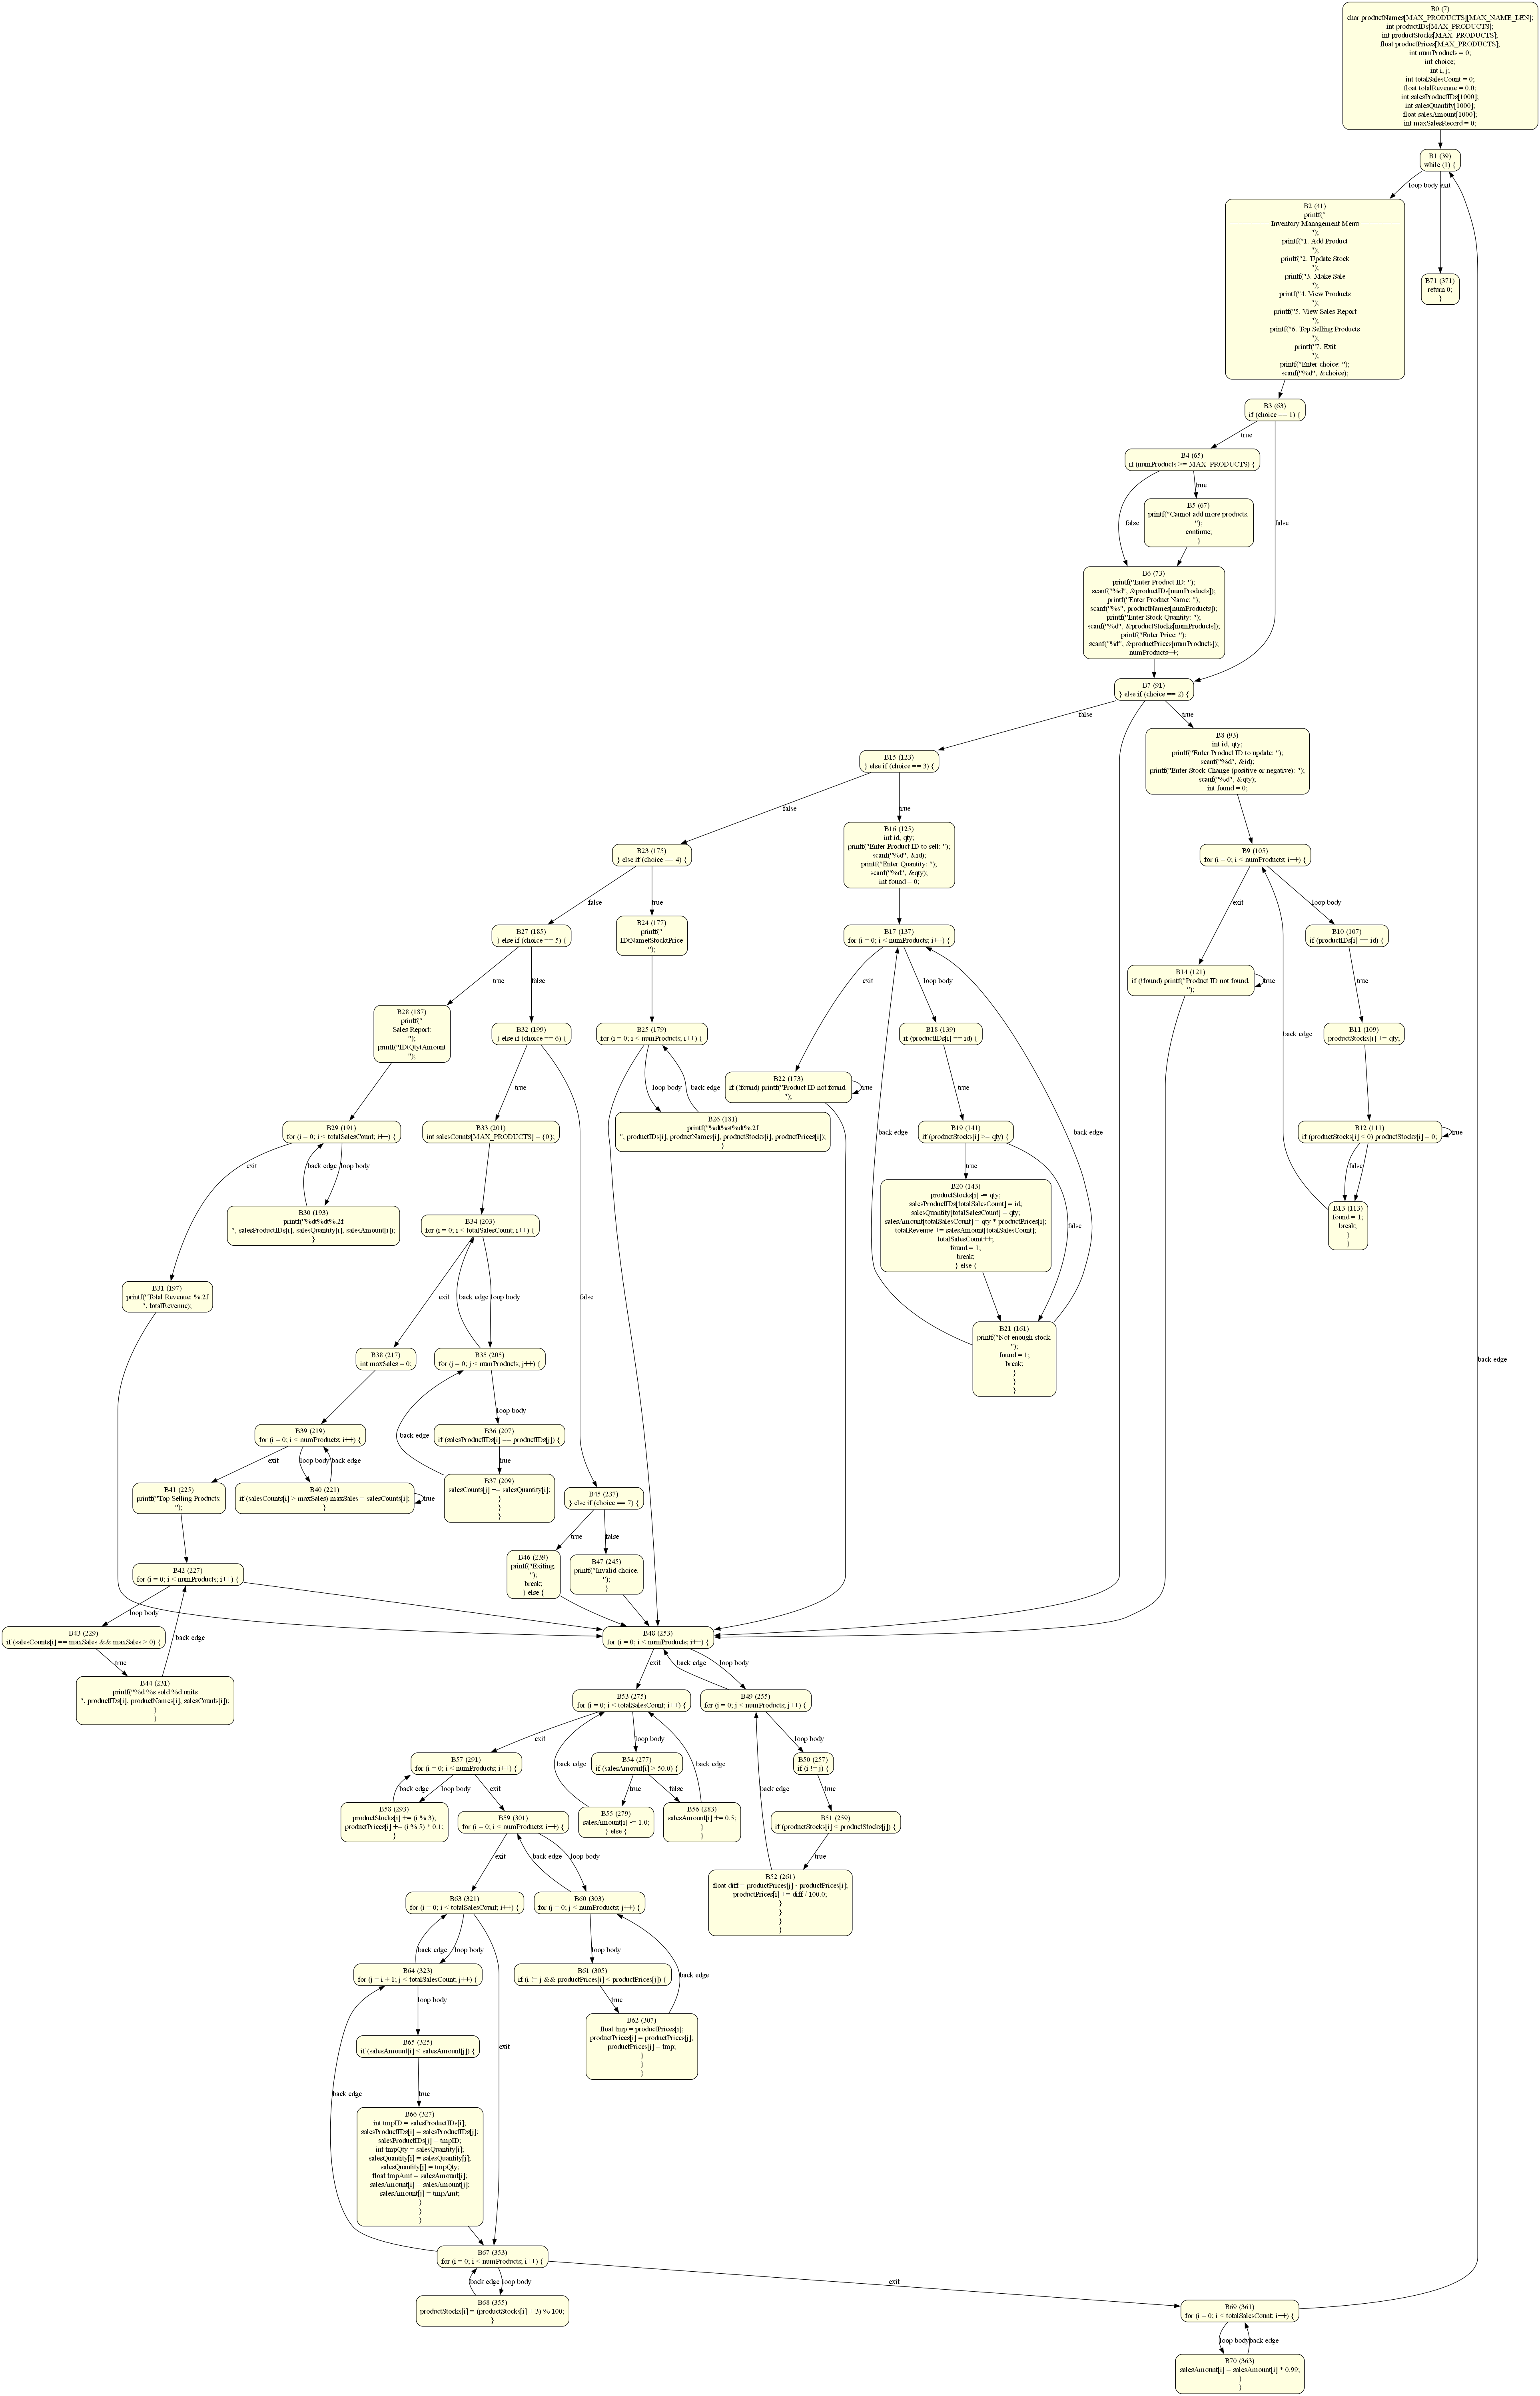 B0 (7)
char productNames[MAX_PRODUCTS][MAX_NAME_LEN];
int productIDs[MAX_PRODUCTS];
int productStocks[MAX_PRODUCTS];
float productPrices[MAX_PRODUCTS];
int numProducts = 0;
int choice;
int i, j;
int totalSalesCount = 0;
float totalRevenue = 0.0;
int salesProductIDs[1000];
int salesQuantity[1000];
float salesAmount[1000];
int maxSalesRecord = 0;
B1 (39)
while (1) {
loop body
exit
B2 (41)
printf("
========= Inventory Management Menu =========
");
printf("1. Add Product
");
printf("2. Update Stock
");
printf("3. Make Sale
");
printf("4. View Products
");
printf("5. View Sales Report
");
printf("6. Top Selling Products
");
printf("7. Exit
");
printf("Enter choice: ");
scanf("%d", &choice);
B71 (371)
return 0;
}
B3 (63)
if (choice == 1) {
true
false
B4 (65)
if (numProducts >= MAX_PRODUCTS) {
true
false
B5 (67)
printf("Cannot add more products.
");
continue;
}
B6 (73)
printf("Enter Product ID: ");
scanf("%d", &productIDs[numProducts]);
printf("Enter Product Name: ");
scanf("%s", productNames[numProducts]);
printf("Enter Stock Quantity: ");
scanf("%d", &productStocks[numProducts]);
printf("Enter Price: ");
scanf("%f", &productPrices[numProducts]);
numProducts++;
B7 (91)
} else if (choice == 2) {
false
true
B8 (93)
int id, qty;
printf("Enter Product ID to update: ");
scanf("%d", &id);
printf("Enter Stock Change (positive or negative): ");
scanf("%d", &qty);
int found = 0;
B15 (123)
} else if (choice == 3) {
false
true
B16 (125)
int id, qty;
printf("Enter Product ID to sell: ");
scanf("%d", &id);
printf("Enter Quantity: ");
scanf("%d", &qty);
int found = 0;
B9 (105)
for (i = 0; i < numProducts; i++) {
exit
loop body
B23 (175)
} else if (choice == 4) {
false
true
B24 (177)
printf("
ID\tName\tStock\tPrice
");
B27 (185)
} else if (choice == 5) {
true
false
B17 (137)
for (i = 0; i < numProducts; i++) {
exit
loop body
B10 (107)
if (productIDs[i] == id) {
true
B14 (121)
if (!found) printf("Product ID not found.
");
true
back edge
B28 (187)
printf("
Sales Report:
");
printf("ID\tQty\tAmount
");
B32 (199)
} else if (choice == 6) {
true
false
B25 (179)
for (i = 0; i < numProducts; i++) {
loop body
back edge
B18 (139)
if (productIDs[i] == id) {
true
B11 (109)
productStocks[i] += qty;
B22 (173)
if (!found) printf("Product ID not found.
");
true
B26 (181)
printf("%d\t%s\t%d\t%.2f
", productIDs[i], productNames[i], productStocks[i], productPrices[i]);
}
B29 (191)
for (i = 0; i < totalSalesCount; i++) {
exit
back edge
loop body
B33 (201)
int salesCounts[MAX_PRODUCTS] = {0};
B19 (141)
if (productStocks[i] >= qty) {
true
false
back edge
back edge
B12 (111)
if (productStocks[i] < 0) productStocks[i] = 0;
true
false
B20 (143)
productStocks[i] -= qty;
salesProductIDs[totalSalesCount] = id;
salesQuantity[totalSalesCount] = qty;
salesAmount[totalSalesCount] = qty * productPrices[i];
totalRevenue += salesAmount[totalSalesCount];
totalSalesCount++;
found = 1;
break;
} else {
B30 (193)
printf("%d\t%d\t%.2f
", salesProductIDs[i], salesQuantity[i], salesAmount[i]);
}
B34 (203)
for (i = 0; i < totalSalesCount; i++) {
exit
back edge
loop body
B13 (113)
found = 1;
break;
}
}
B31 (197)
printf("Total Revenue: %.2f
", totalRevenue);
false
B21 (161)
printf("Not enough stock.
");
found = 1;
break;
}
}
}
B38 (217)
int maxSales = 0;
B35 (205)
for (j = 0; j < numProducts; j++) {
loop body
back edge
back edge
B39 (219)
for (i = 0; i < numProducts; i++) {
exit
loop body
back edge
B36 (207)
if (salesProductIDs[i] == productIDs[j]) {
true
B41 (225)
printf("Top Selling Products:
");
B40 (221)
if (salesCounts[i] > maxSales) maxSales = salesCounts[i];
}
true
B37 (209)
salesCounts[j] += salesQuantity[i];
}
}
}
B45 (237)
} else if (choice == 7) {
true
false
B42 (227)
for (i = 0; i < numProducts; i++) {
loop body
back edge
B46 (239)
printf("Exiting.
");
break;
} else {
B47 (245)
printf("Invalid choice.
");
}
B43 (229)
if (salesCounts[i] == maxSales && maxSales > 0) {
true
B48 (253)
for (i = 0; i < numProducts; i++) {
exit
back edge
loop body
B44 (231)
printf("%d %s sold %d units
", productIDs[i], productNames[i], salesCounts[i]);
}
}
B53 (275)
for (i = 0; i < totalSalesCount; i++) {
exit
loop body
B49 (255)
for (j = 0; j < numProducts; j++) {
loop body
B57 (291)
for (i = 0; i < numProducts; i++) {
back edge
loop body
exit
back edge
B54 (277)
if (salesAmount[i] > 50.0) {
true
false
back edge
back edge
B50 (257)
if (i != j) {
true
B58 (293)
productStocks[i] += (i % 3);
productPrices[i] += (i % 5) * 0.1;
}
B59 (301)
for (i = 0; i < numProducts; i++) {
exit
back edge
loop body
B55 (279)
salesAmount[i] -= 1.0;
} else {
B56 (283)
salesAmount[i] += 0.5;
}
}
B51 (259)
if (productStocks[i] < productStocks[j]) {
true
B52 (261)
float diff = productPrices[j] - productPrices[i];
productPrices[i] += diff / 100.0;
}
}
}
}
B63 (321)
for (i = 0; i < totalSalesCount; i++) {
back edge
loop body
B60 (303)
for (j = 0; j < numProducts; j++) {
loop body
B64 (323)
for (j = i + 1; j < totalSalesCount; j++) {
loop body
B61 (305)
if (i != j && productPrices[i] < productPrices[j]) {
true
back edge
B65 (325)
if (salesAmount[i] < salesAmount[j]) {
true
exit
B62 (307)
float tmp = productPrices[i];
productPrices[i] = productPrices[j];
productPrices[j] = tmp;
}
}
}
back edge
B66 (327)
int tmpID = salesProductIDs[i];
salesProductIDs[i] = salesProductIDs[j];
salesProductIDs[j] = tmpID;
int tmpQty = salesQuantity[i];
salesQuantity[i] = salesQuantity[j];
salesQuantity[j] = tmpQty;
float tmpAmt = salesAmount[i];
salesAmount[i] = salesAmount[j];
salesAmount[j] = tmpAmt;
}
}
}
B67 (353)
for (i = 0; i < numProducts; i++) {
back edge
loop body
exit
B68 (355)
productStocks[i] = (productStocks[i] + 3) % 100;
}
B69 (361)
for (i = 0; i < totalSalesCount; i++) {
loop body
back edge
back edge
B70 (363)
salesAmount[i] = salesAmount[i] * 0.99;
}
}